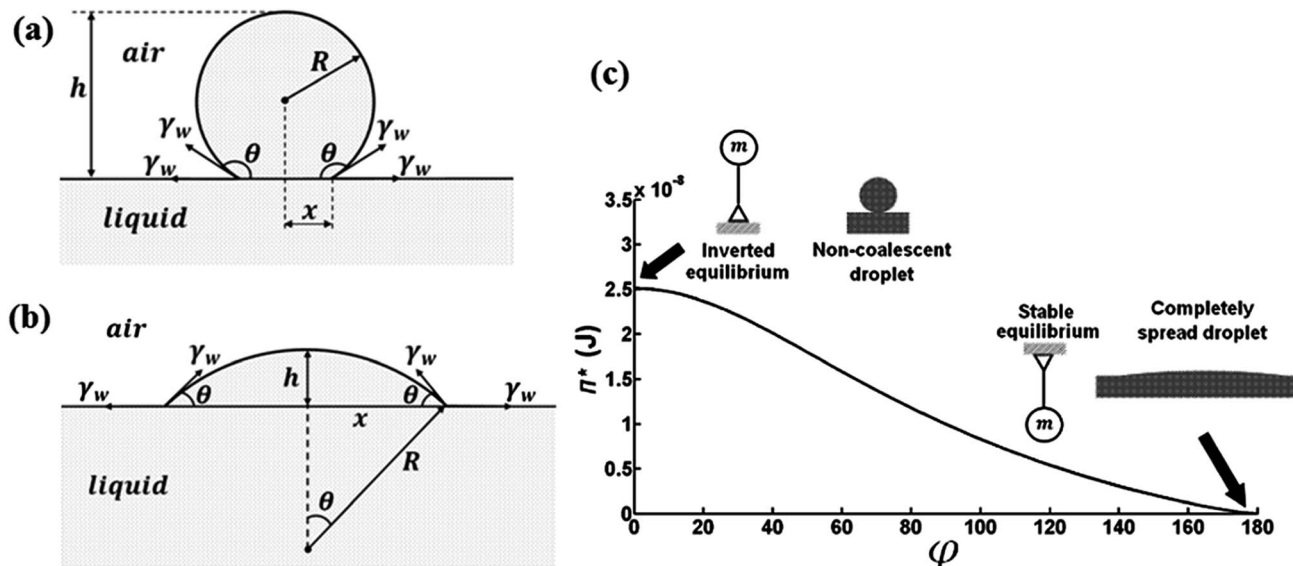 (a)
air
h
R
γw
θ
θ
γw
γw
γw
liquid
x
(b)
air
γw
γw
γw
γw
θ
h
θ
x
R
liquid
θ
(c)
3.5 × 10⁻⁸
3
2.5
2
1.5
1
0.5
0
Π* (J)
m
Inverted
equilibrium
Non-coalescent
droplet
Stable
equilibrium
m
Completely
spread droplet
0 20 40 60 80 100 120 140 160 180
φ